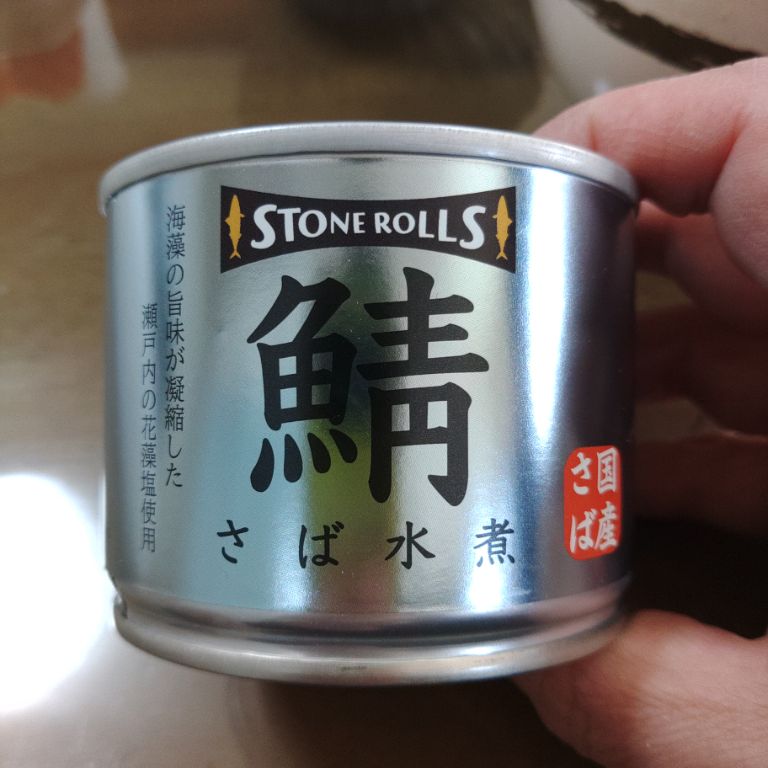 STONE ROLLS
鯖
さば水煮
海藻の旨味が凝縮した
瀬戸内の花藻塩使用
国産
さば